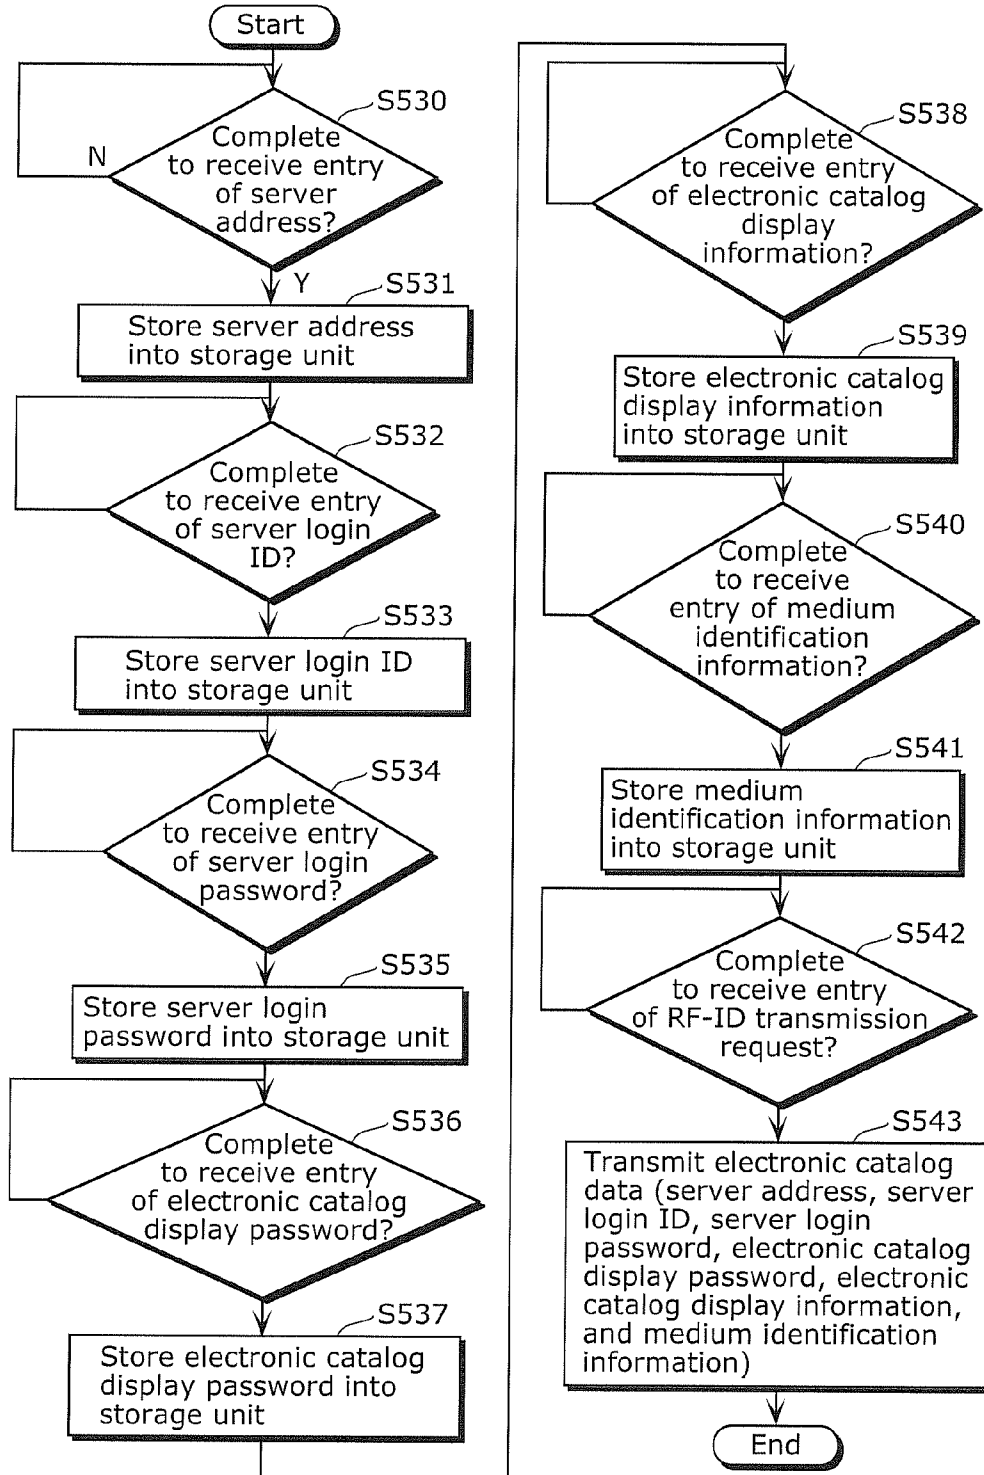 Start
S530
Complete
to receive entry
of server
address?
N
Y
S531
Store server address
into storage unit
S532
Complete
to receive entry
of server login
ID?
S533
Store server login ID
into storage unit
S534
Complete
to receive entry
of server login
password?
S535
Store server login
password into storage unit
S536
Complete
to receive entry
of electronic catalog
display password?
S537
Store electronic catalog
display password into
storage unit
S538
Complete
to receive entry
of electronic catalog
display
information?
S539
Store electronic catalog
display information
into storage unit
S540
Complete
to receive
entry of medium
identification
information?
S541
Store medium
identification information
into storage unit
S542
Complete
to receive entry
of RF-ID transmission
request?
S543
Transmit electronic catalog
data (server address, server
login ID, server login
password, electronic catalog
display password, electronic
catalog display information,
and medium identification
information)
End